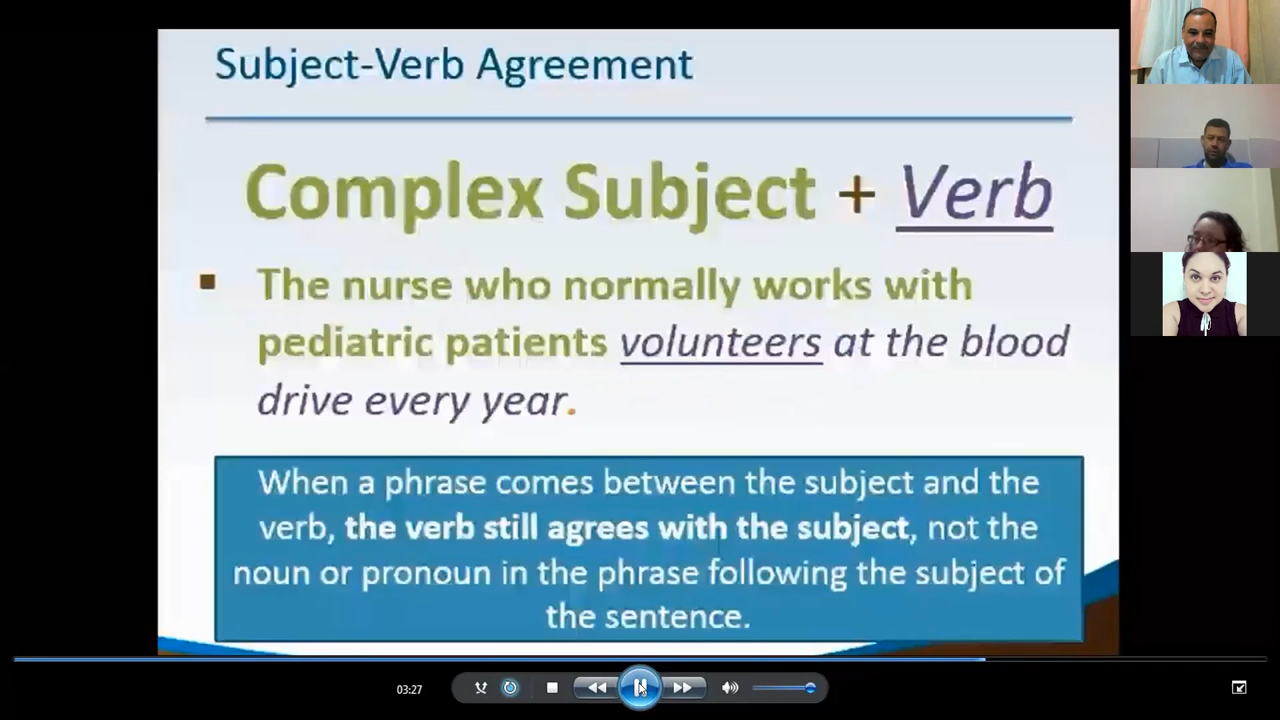 Subject-Verb Agreement
Complex Subject + Verb
The nurse who normally works with
pediatric patients volunteers at the blood
drive every year.
When a phrase comes between the subject and the
verb, the verb still agrees with the subject, not the
noun or pronoun in the phrase following the subject of
the sentence.
03:27